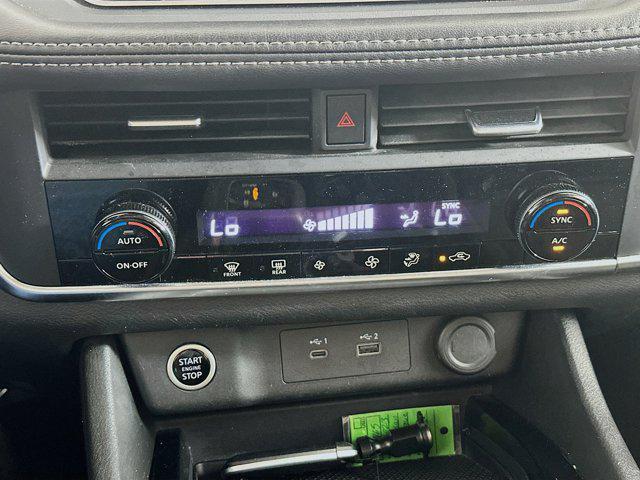 SYNC
Lo
Lo
AUTO
ON·OFF
FRONT
REAR
SYNC
A/C
START
ENGINE
STOP
1
2